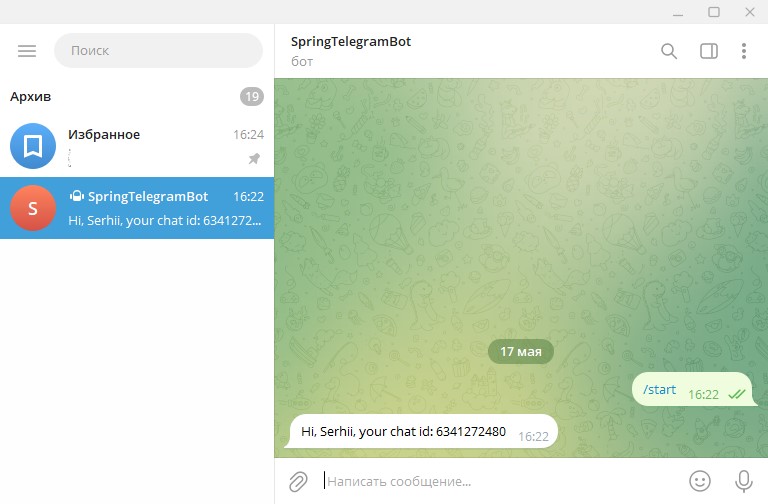 Поиск
Архив
19
Избранное
16:24
S
SpringTelegramBot
16:22
Hi, Serhii, your chat id: 6341272...
SpringTelegramBot
бот
17 мая
/start
16:22
Hi, Serhii, your chat id: 6341272480
16:22
Написать сообщение...